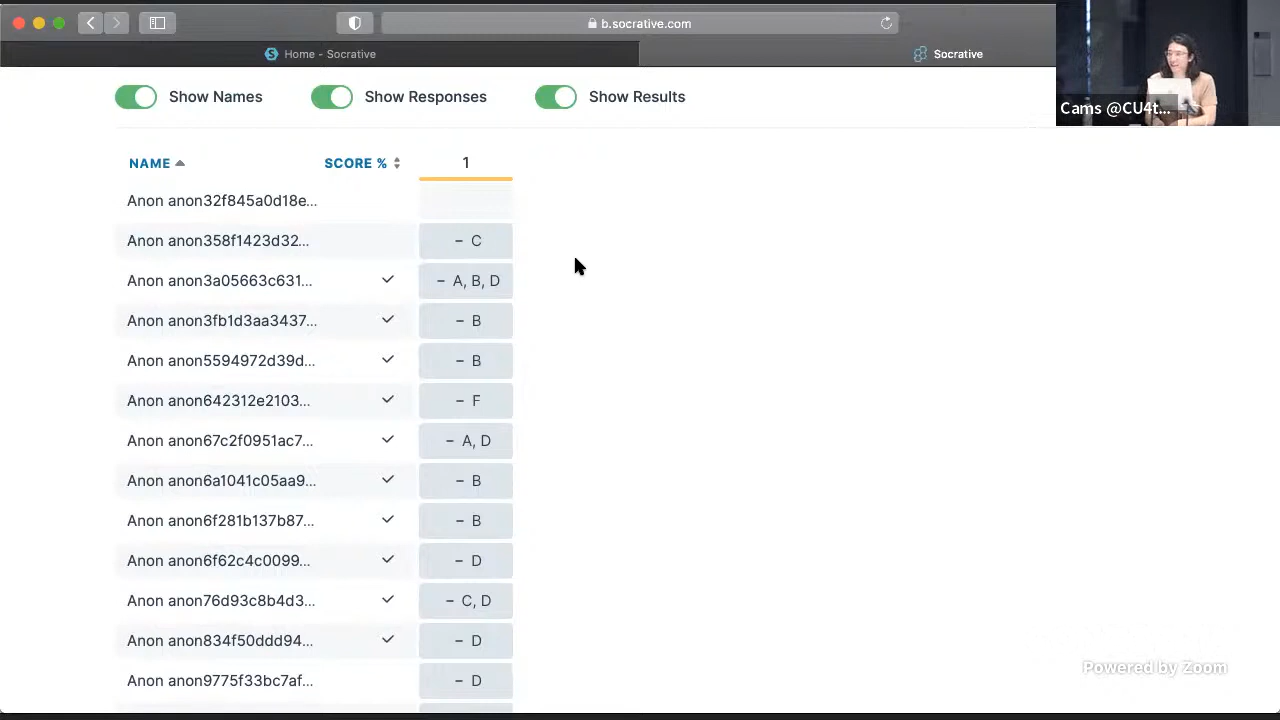 b.socrative.com
Home - Socrative
Socrative
Cams @CU4t...
Show Names
Show Responses
Show Results
NAME SCORE % 1
Anon anon32f845a0d18e...
Anon anon358f1423d32... – C
Anon anon3a05663c631... – A, B, D
Anon anon3fb1d3aa3437... – B
Anon anon5594972d39d... – B
Anon anon642312e2103... – F
Anon anon67c2f0951ac7... – A, D
Anon anon6a1041c05aa9... – B
Anon anon6f281b137b87... – B
Anon anon6f62c4c0099... – D
Anon anon76d93c8b4d3... – C, D
Anon anon834f50ddd94... – D
Anon anon9775f33bc7af... – D
Powered by Zoom